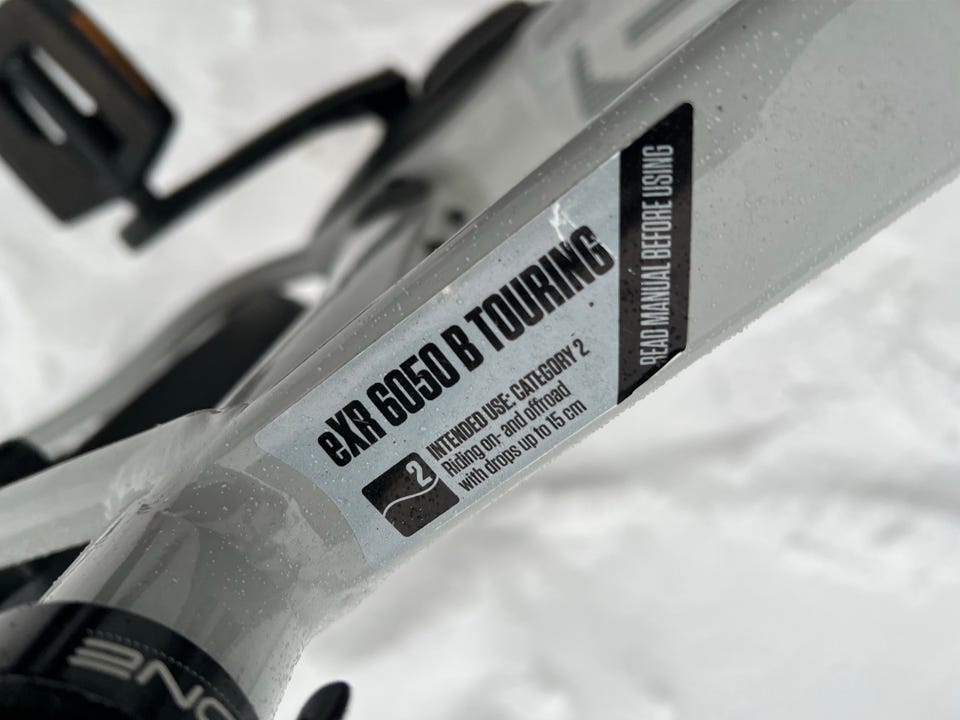 eXR 6050 B TOURING
2
INTENDED USE: CATEGORY 2
Riding on- and offroad
with drops up to 15 cm
READ MANUAL BEFORE USING
ONE